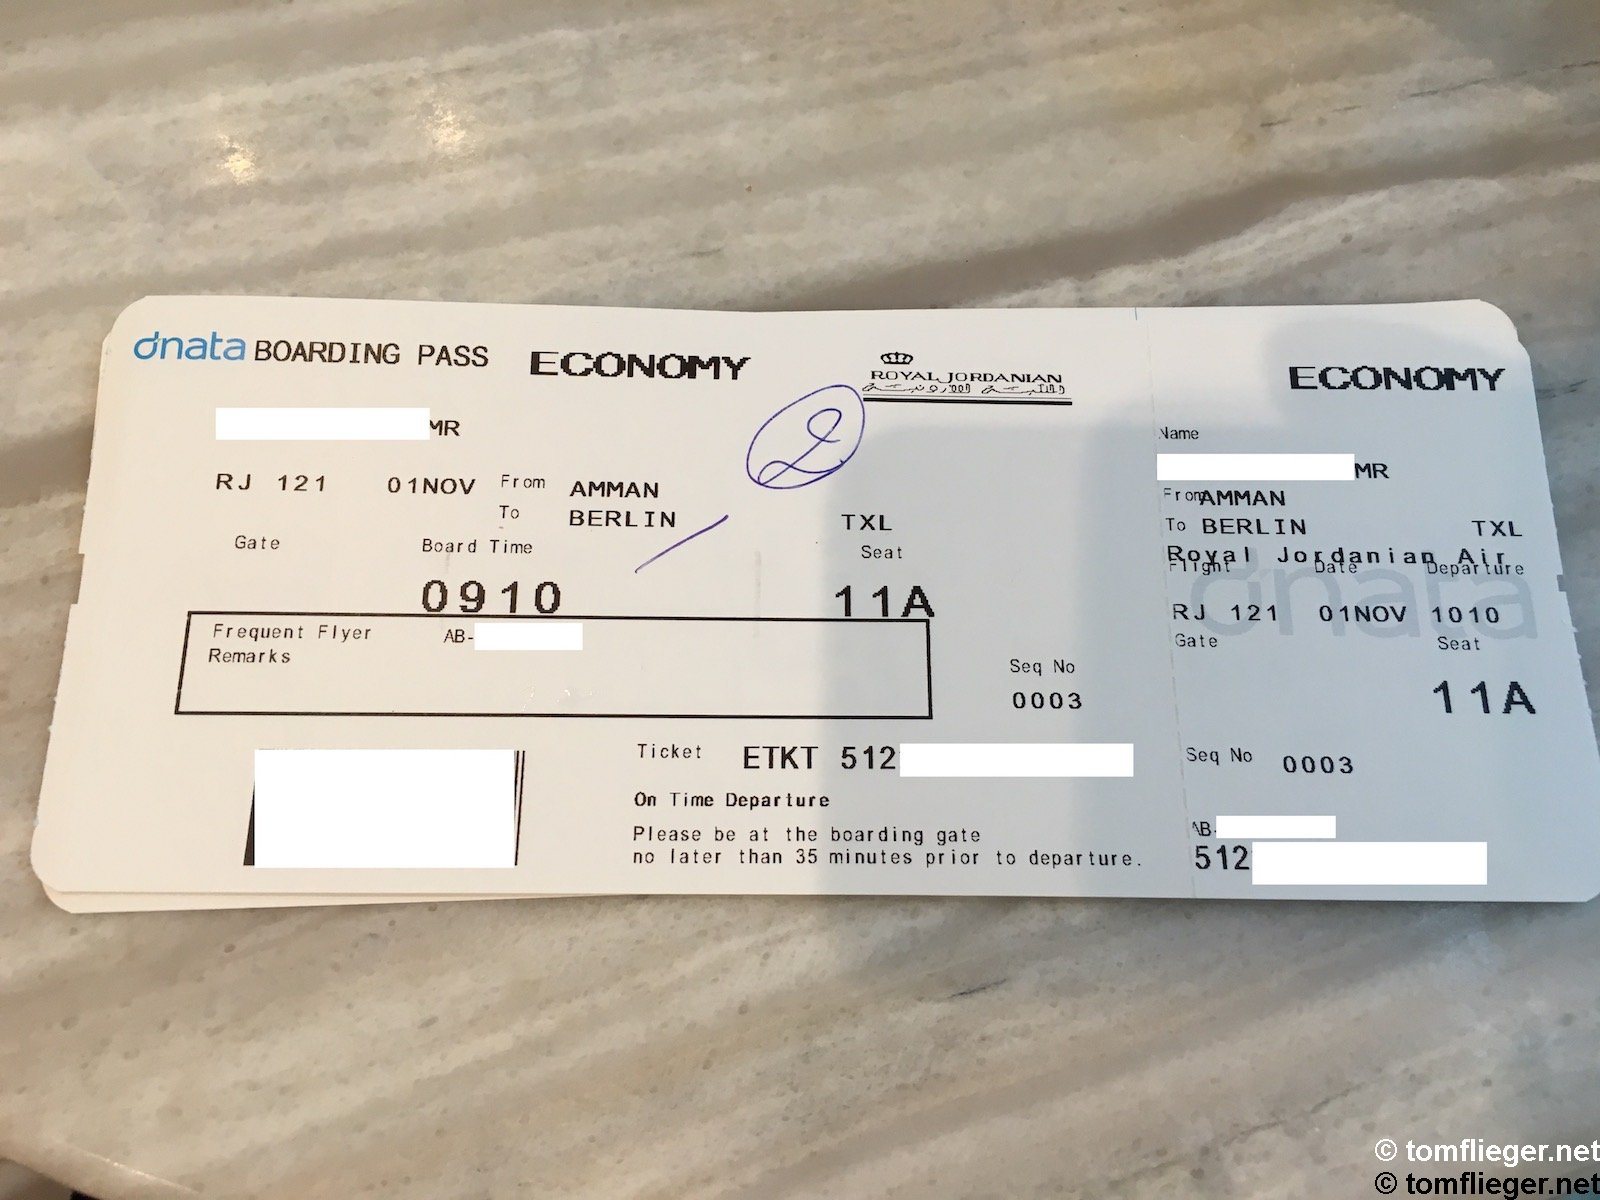 dnata BOARDING PASS ECONOMY
ROYAL JORDANIAN
الملكية الاردنية
2
MR
RJ 121 01NOV From AMMAN
To BERLIN TXL
Gate Board Time Seat
0910 11A
Frequent Flyer AB-
Remarks
Seq No
0003
Ticket ETKT 512
On Time Departure
Please be at the boarding gate
no later than 35 minutes prior to departure.
ECONOMY
Name
MR
From AMMAN
To BERLIN TXL
Royal Jordanian Air
Flight Date Departure
dnata
RJ 121 01NOV 1010
Gate Seat
11A
Seq No 0003
AB-
512
© tomflieger.net
© tomflieger.net